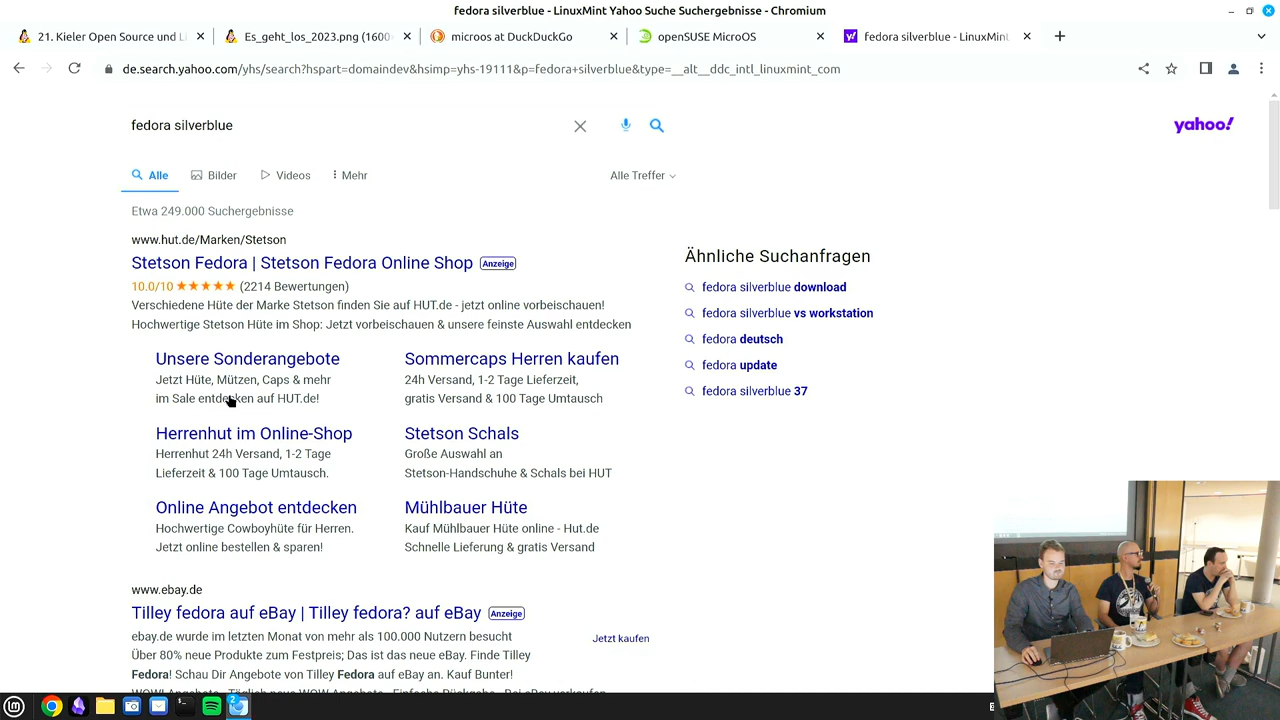 fedora silverblue - LinuxMint Yahoo Suche Suchergebnisse - Chromium
21. Kieler Open Source und Li
Es_geht_los_2023.png (1600×
microos at DuckDuckGo
openSUSE MicroOS
fedora silverblue - LinuxMint
de.search.yahoo.com/yhs/search?hspart=domaindev&hsimp=yhs-19111&p=fedora+silverblue&type=__alt__ddc_intl_linuxmint_com
fedora silverblue
yahoo!
Alle
Bilder
Videos
Mehr
Alle Treffer
Etwa 249.000 Suchergebnisse
www.hut.de/Marken/Stetson
Stetson Fedora | Stetson Fedora Online Shop Anzeige
10.0/10 ★★★★★ (2214 Bewertungen)
Verschiedene Hüte der Marke Stetson finden Sie auf HUT.de - jetzt online vorbeischauen!
Hochwertige Stetson Hüte im Shop: Jetzt vorbeischauen & unsere feinste Auswahl entdecken
Unsere Sonderangebote
Jetzt Hüte, Mützen, Caps & mehr
im Sale entdecken auf HUT.de!
Sommercaps Herren kaufen
24h Versand, 1-2 Tage Lieferzeit,
gratis Versand & 100 Tage Umtausch
Herrenhut im Online-Shop
Herrenhut 24h Versand, 1-2 Tage
Lieferzeit & 100 Tage Umtausch.
Stetson Schals
Große Auswahl an
Stetson-Handschuhe & Schals bei HUT
Online Angebot entdecken
Hochwertige Cowboyhüte für Herren.
Jetzt online bestellen & sparen!
Mühlbauer Hüte
Kauf Mühlbauer Hüte online - Hut.de
Schnelle Lieferung & gratis Versand
www.ebay.de
Tilley fedora auf eBay | Tilley fedora? auf eBay Anzeige
ebay.de wurde im letzten Monat von mehr als 100.000 Nutzern besucht
Über 80% neue Produkte zum Festpreis; Das ist das neue eBay. Finde Tilley
Fedora! Schau Dir Angebote von Tilley Fedora auf eBay an. Kauf Bunter!
Jetzt kaufen
Ähnliche Suchanfragen
fedora silverblue download
fedora silverblue vs workstation
fedora deutsch
fedora update
fedora silverblue 37
2